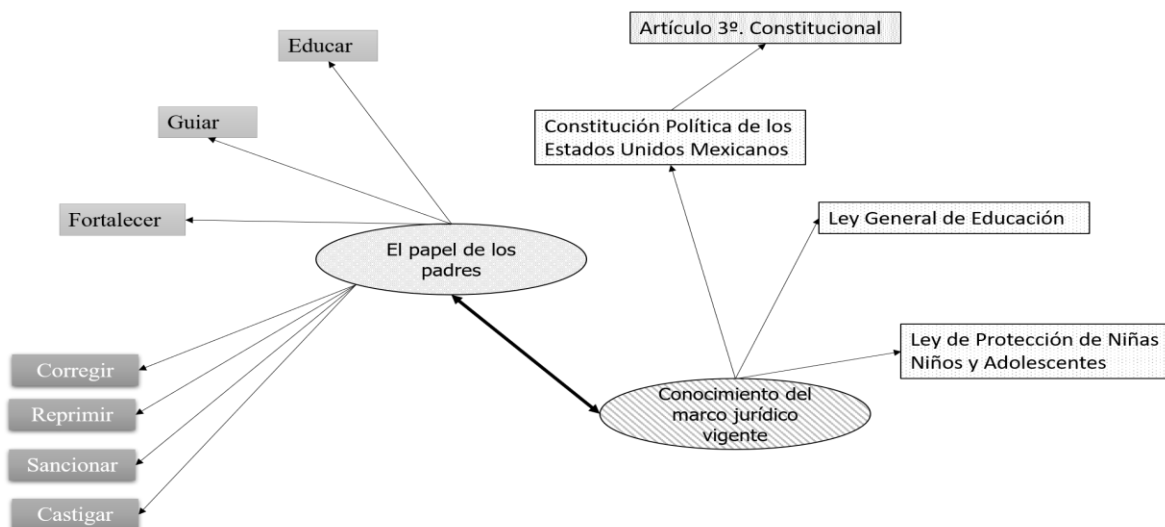 Educar
Guiar
Fortalecer
El papel de los
padres
Corregir
Reprimir
Sancionar
Castigar
Artículo 3º. Constitucional
Constitución Política de los
Estados Unidos Mexicanos
Ley General de Educación
Ley de Protección de Niñas
Niños y Adolescentes
Conocimiento del
marco jurídico
vigente